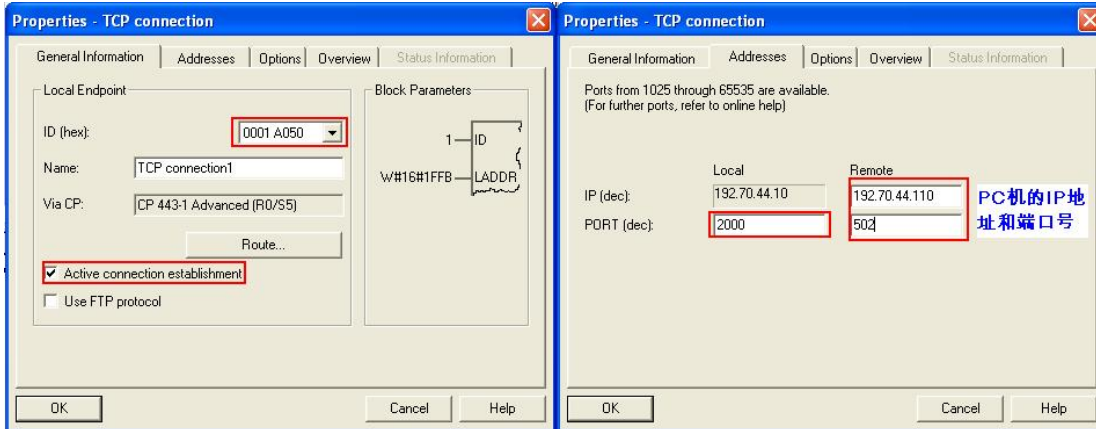 Properties - TCP connection
General Information Addresses Options Overview Status Information
Local Endpoint
ID (hex): 0001 A050
Name: TCP connection1
Via CP: CP 443-1 Advanced (R0/S5)
Route...
Active connection establishment
Use FTP protocol
Block Parameters
1 ID
W#16#1FFB LADDR
OK Cancel Help
Properties - TCP connection
General Information Addresses Options Overview Status Information
Ports from 1025 through 65535 are available.
(For further ports, refer to online help)
Local Remote
IP (dec): 192.70.44.10 192.70.44.110
PORT (dec): 2000 502
PC机的IP地
址和端口号
OK Cancel Help